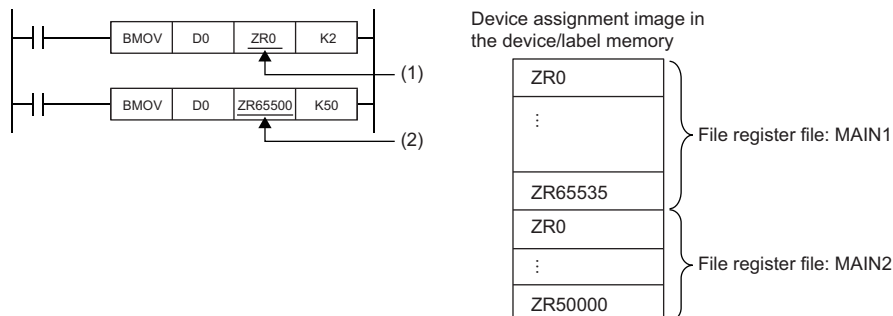 BMOV D0 ZR0 K2
(1)
BMOV D0 ZR65500 K50
(2)
Device assignment image in
the device/label memory
ZR0
⋮
ZR65535
File register file: MAIN1
ZR0
⋮
ZR50000
File register file: MAIN2